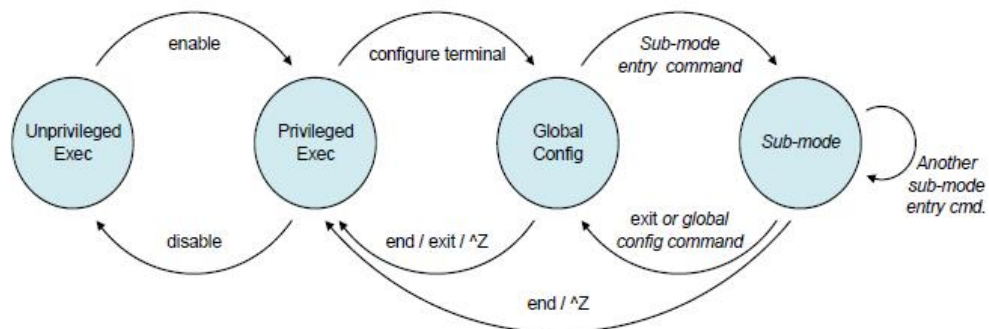 enable
configure terminal
Sub-mode
entry command
Unprivileged
Exec
Privileged
Exec
Global
Config
Sub-mode
Another
sub-mode
entry cmd.
disable
end / exit / ^Z
exit or global
config command
end / ^Z